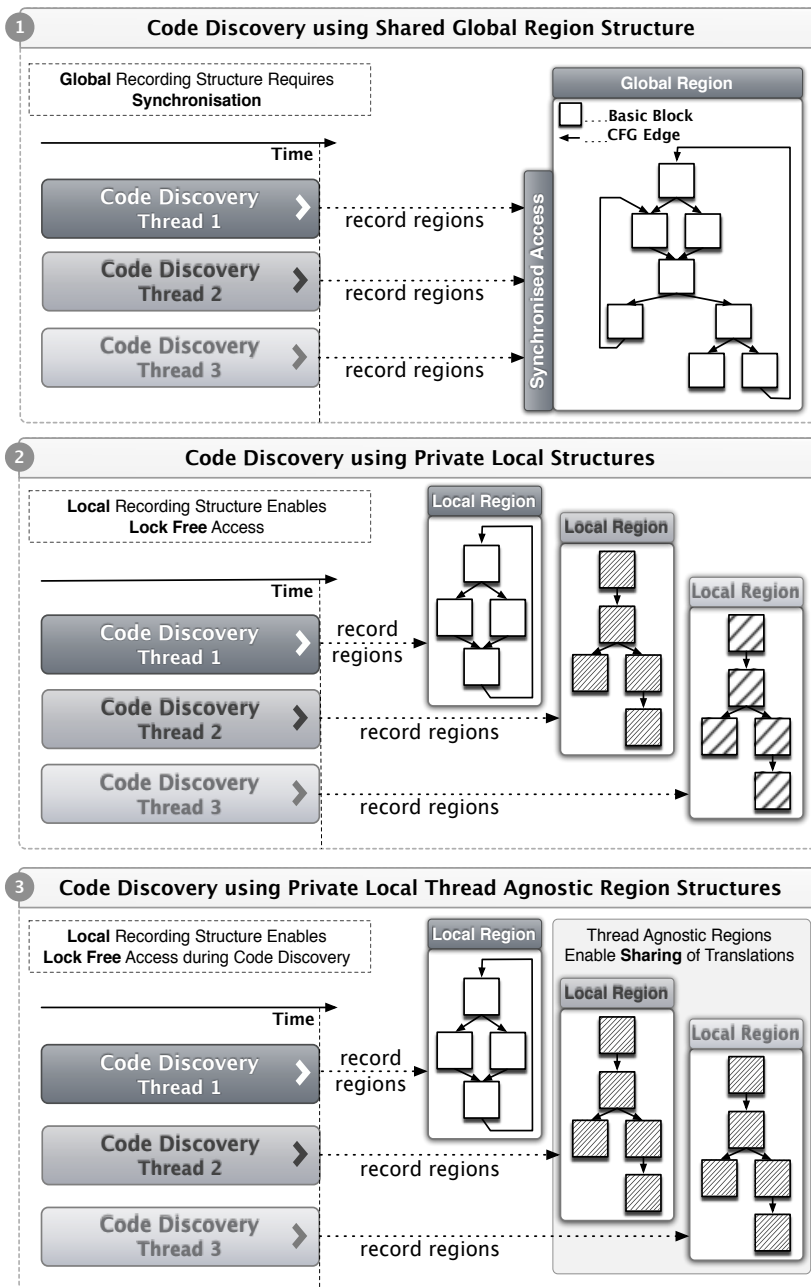 1
Code Discovery using Shared Global Region Structure
Global Recording Structure Requires
Synchronisation
Global Region
Basic Block
CFG Edge
Time
Code Discovery
Thread 1
record regions
Code Discovery
Thread 2
record regions
Code Discovery
Thread 3
record regions
Synchronised Access
2
Code Discovery using Private Local Structures
Local Recording Structure Enables
Lock Free Access
Local Region
Local Region
Local Region
Time
Code Discovery
Thread 1
record
regions
Code Discovery
Thread 2
record regions
Code Discovery
Thread 3
record regions
3
Code Discovery using Private Local Thread Agnostic Region Structures
Local Recording Structure Enables
Lock Free Access during Code Discovery
Local Region
Thread Agnostic Regions
Enable Sharing of Translations
Local Region
Local Region
Time
Code Discovery
Thread 1
record
regions
Code Discovery
Thread 2
record regions
Code Discovery
Thread 3
record regions